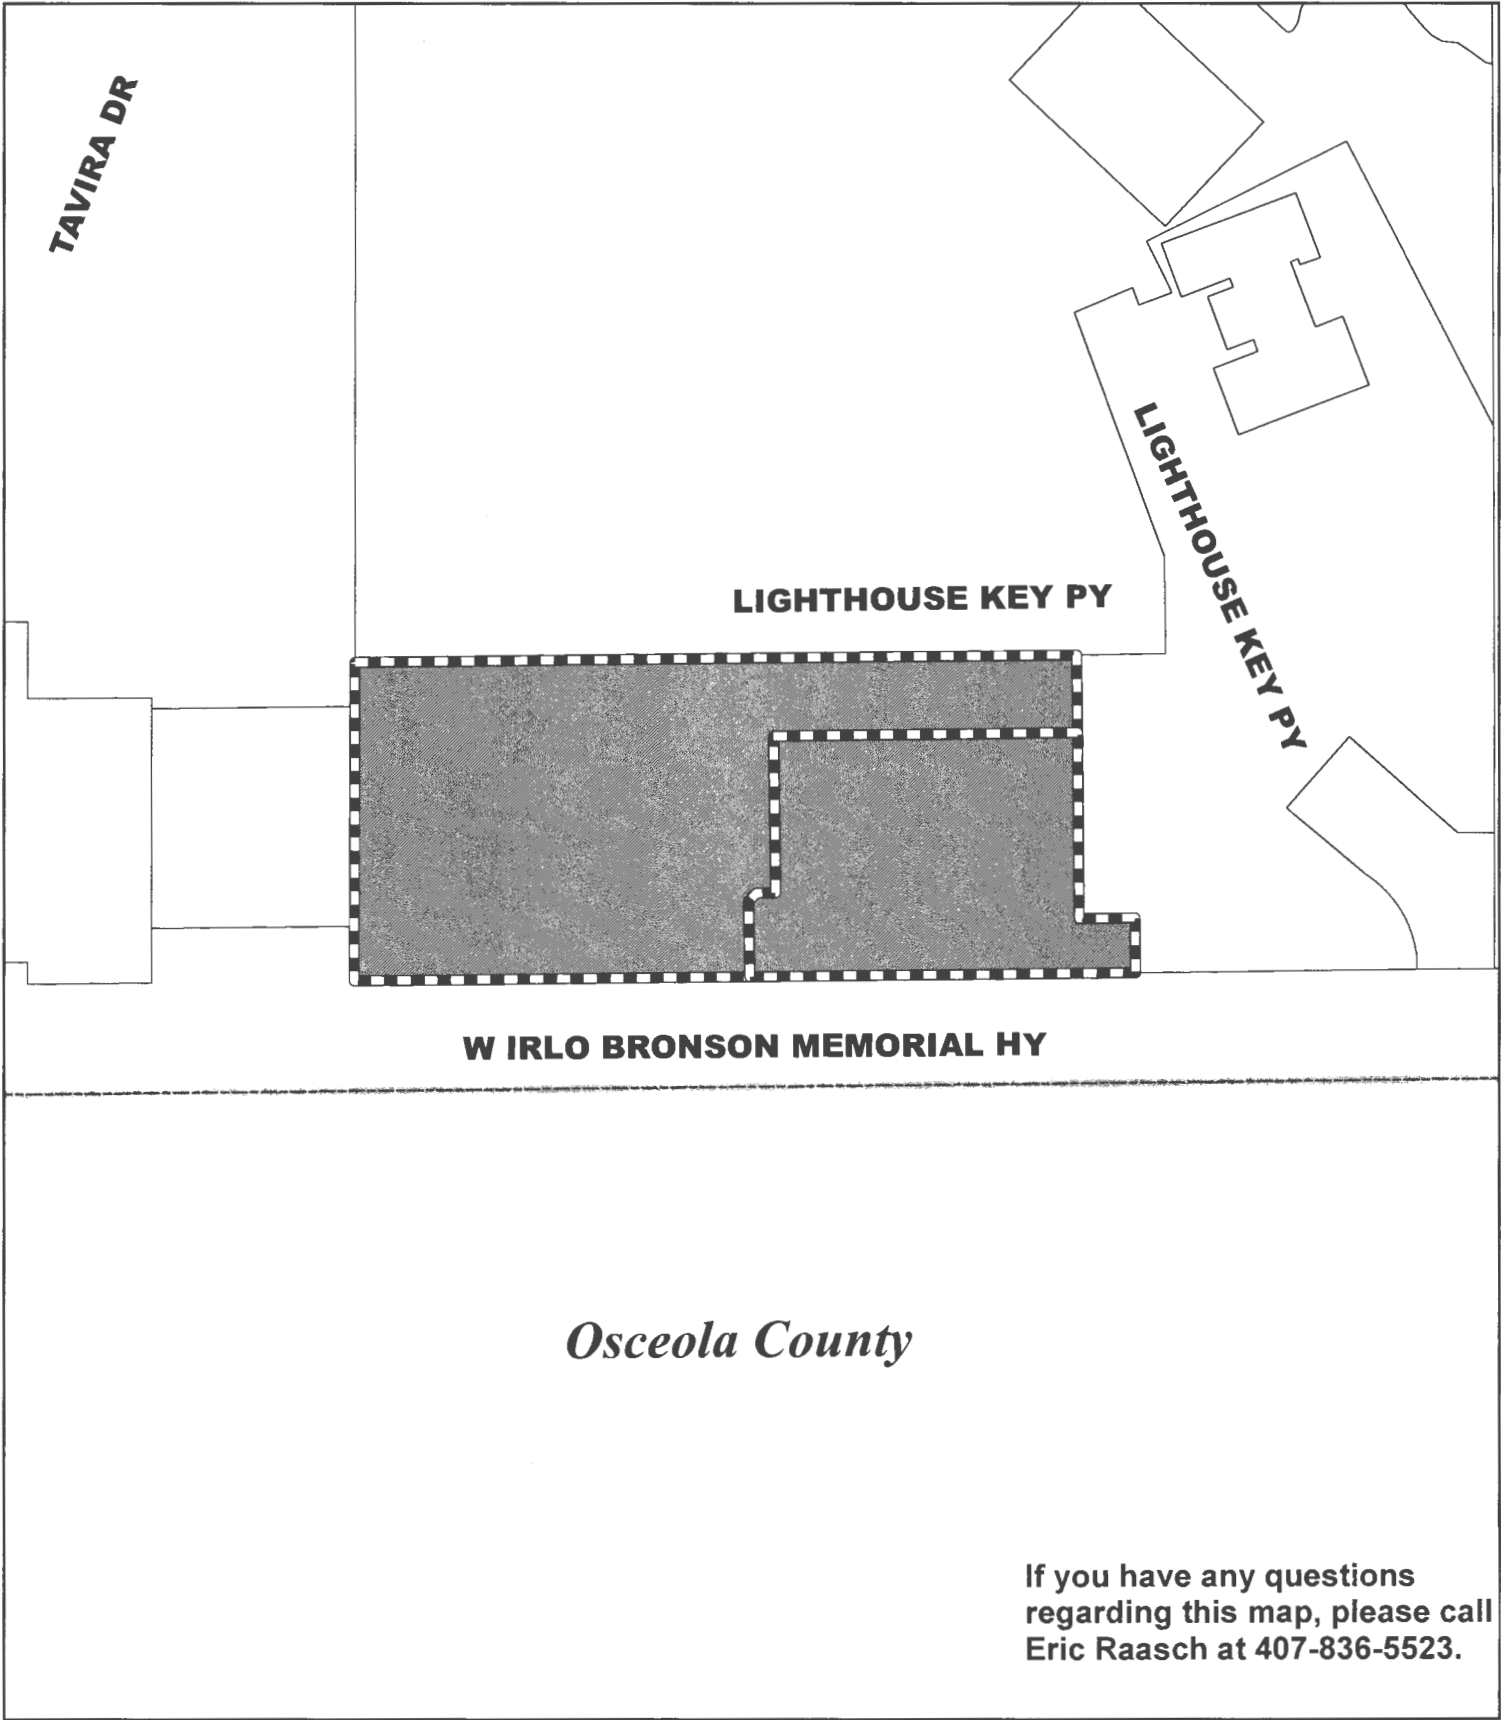 TAVIRA DR
LIGHTHOUSE KEY PY
LIGHTHOUSE KEY PY
W IRLO BRONSON MEMORIAL HY
Osceola County
If you have any questions
regarding this map, please call
Eric Raasch at 407-836-5523.